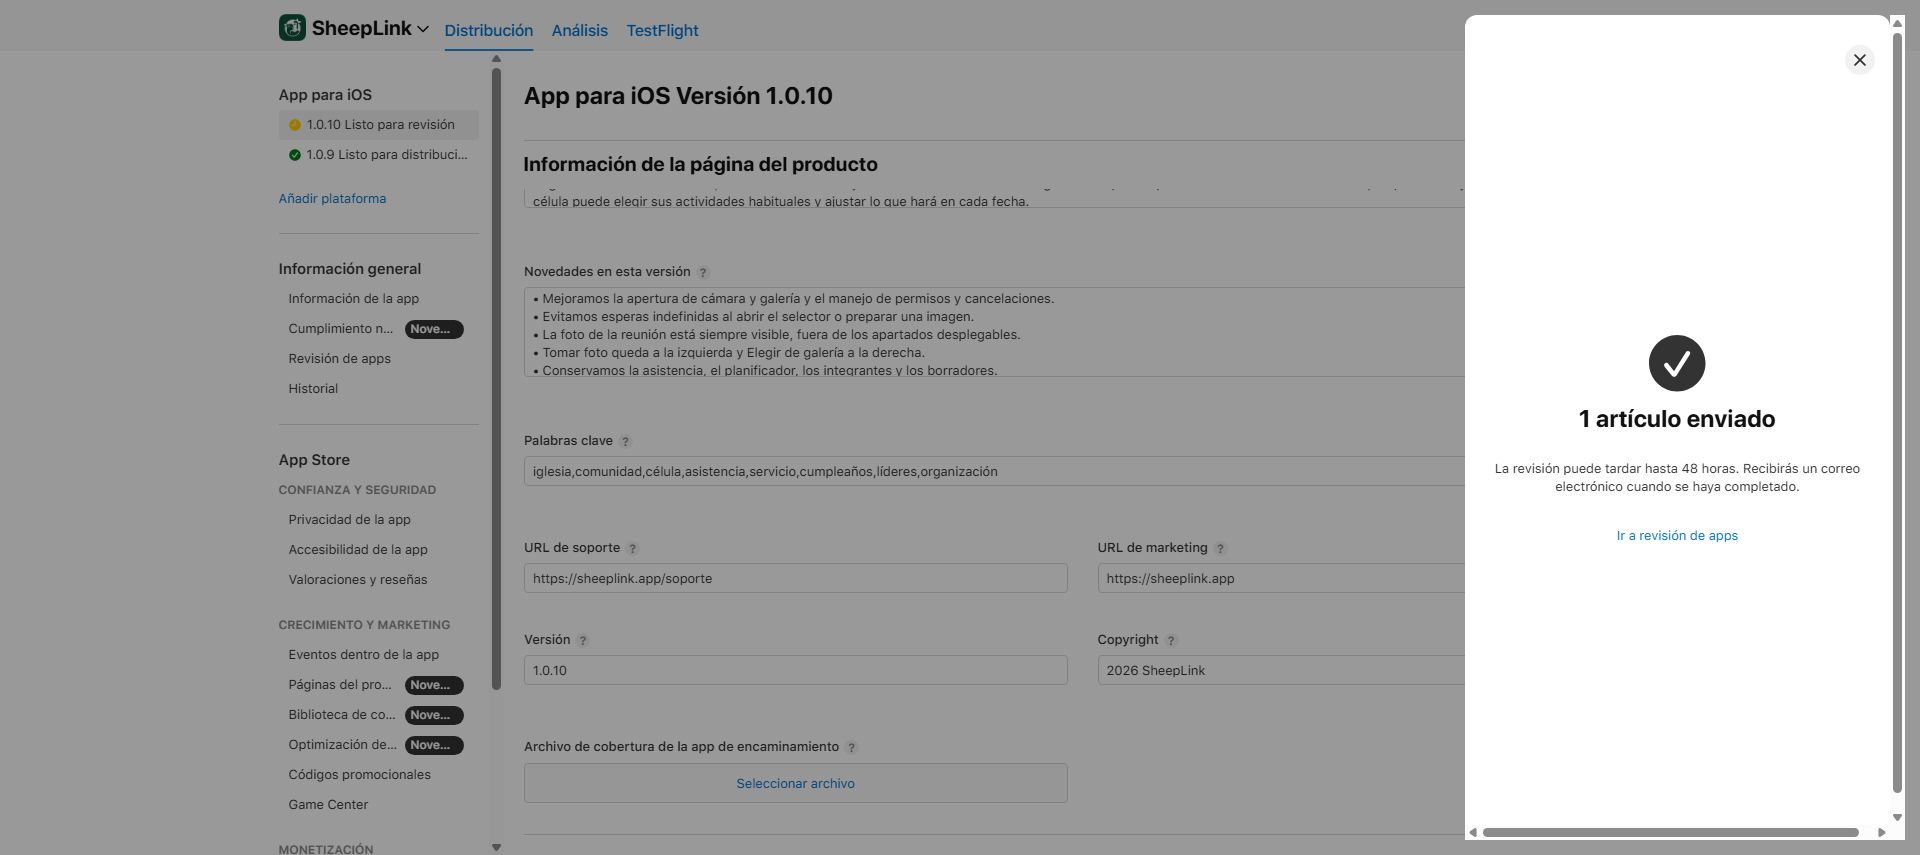 SheepLink
Distribución
Análisis
TestFlight
App para iOS
1.0.10 Listo para revisión
1.0.9 Listo para distribuci...
Añadir plataforma
Información general
Información de la app
Cumplimiento n... Nove...
Revisión de apps
Historial
App Store
CONFIANZA Y SEGURIDAD
Privacidad de la app
Accesibilidad de la app
Valoraciones y reseñas
CRECIMIENTO Y MARKETING
Eventos dentro de la app
Páginas del pro... Nove...
Biblioteca de co... Nove...
Optimización de... Nove...
Códigos promocionales
Game Center
MONETIZACIÓN
App para iOS Versión 1.0.10
Información de la página del producto
célula puede elegir sus actividades habituales y ajustar lo que hará en cada fecha.
Novedades en esta versión ?
• Mejoramos la apertura de cámara y galería y el manejo de permisos y cancelaciones.
• Evitamos esperas indefinidas al abrir el selector o preparar una imagen.
• La foto de la reunión está siempre visible, fuera de los apartados desplegables.
• Tomar foto queda a la izquierda y Elegir de galería a la derecha.
• Conservamos la asistencia, el planificador, los integrantes y los borradores.
Palabras clave ?
iglesia,comunidad,célula,asistencia,servicio,cumpleaños,líderes,organización
URL de soporte ?
https://sheeplink.app/soporte
URL de marketing ?
https://sheeplink.app
Versión ?
1.0.10
Copyright ?
2026 SheepLink
Archivo de cobertura de la app de encaminamiento ?
Seleccionar archivo
1 artículo enviado
La revisión puede tardar hasta 48 horas. Recibirás un correo
electrónico cuando se haya completado.
Ir a revisión de apps